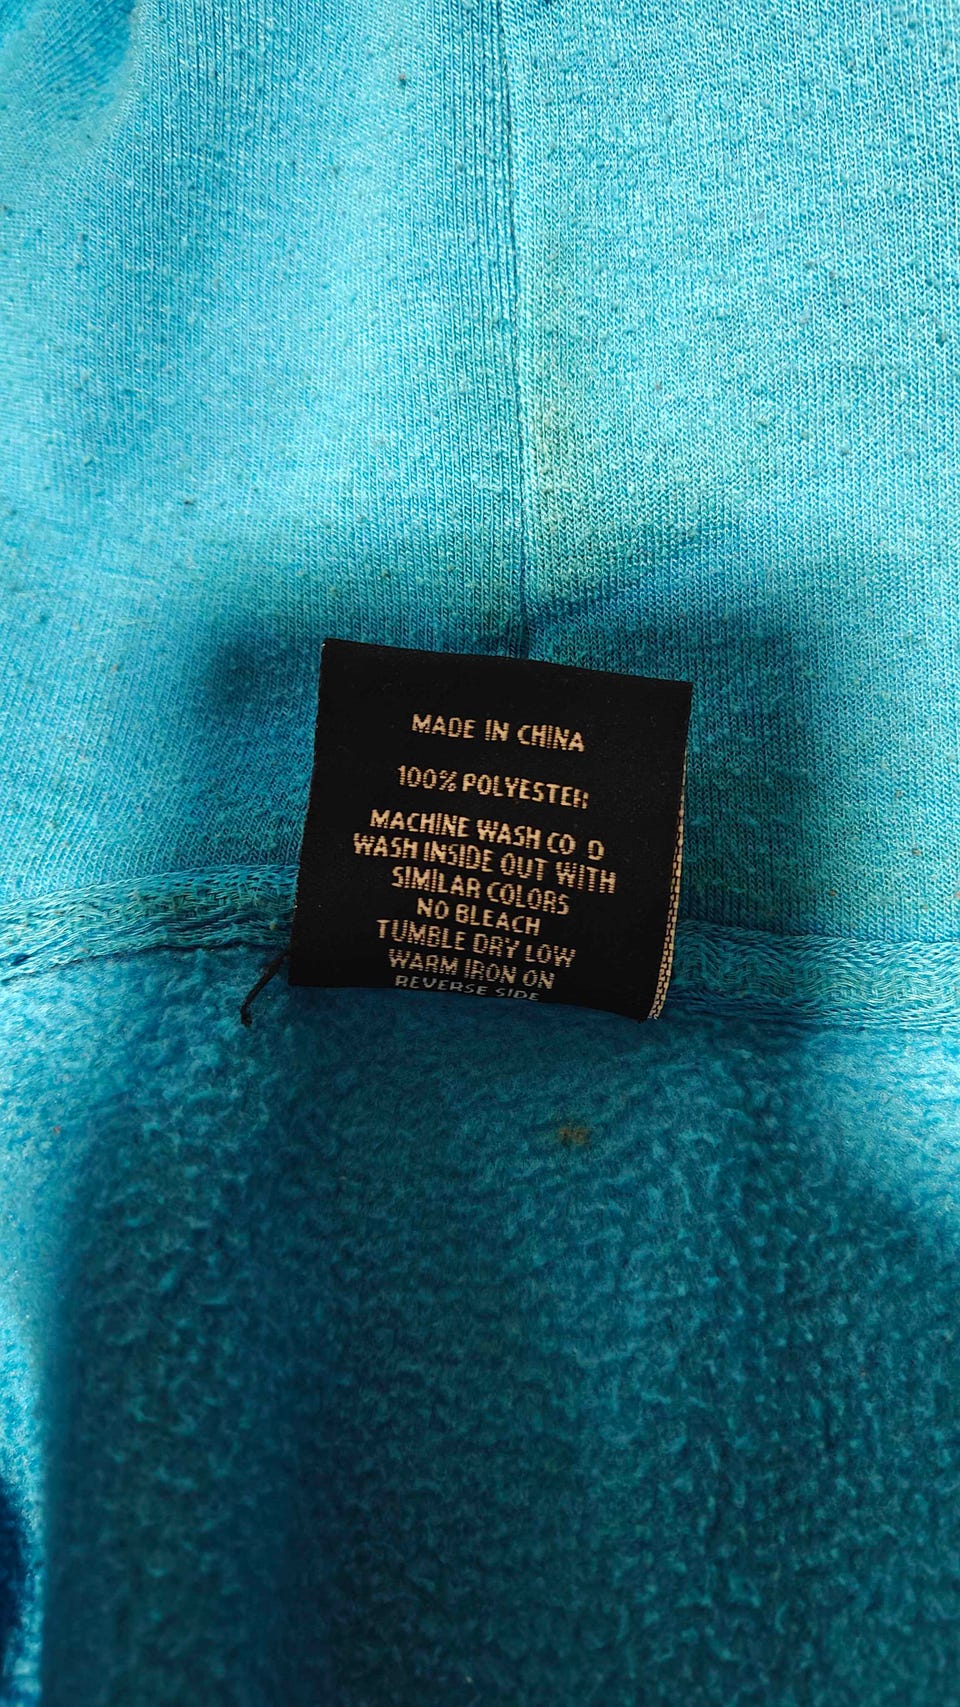 MADE IN CHINA
100% POLYESTER
MACHINE WASH CO D
WASH INSIDE OUT WITH
SIMILAR COLORS
NO BLEACH
TUMBLE DRY LOW
WARM IRON ON
REVERSE SIDE